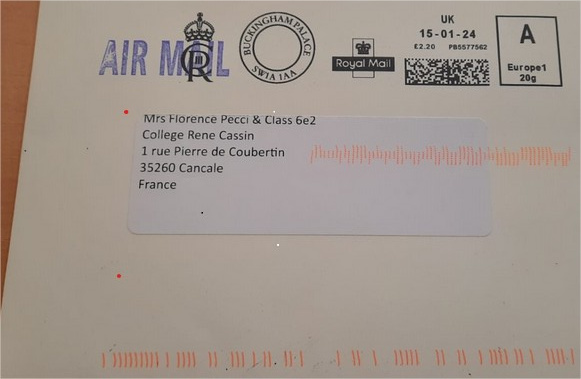 AIR MAIL
CIIIR
BUCKINGHAM PALACE
SW1A 1AA
Royal Mail
UK
15-01-24
£2.20 PB5577562
A
Europe1
20g
Mrs Florence Pecci & Class 6e2
College Rene Cassin
1 rue Pierre de Coubertin
35260 Cancale
France